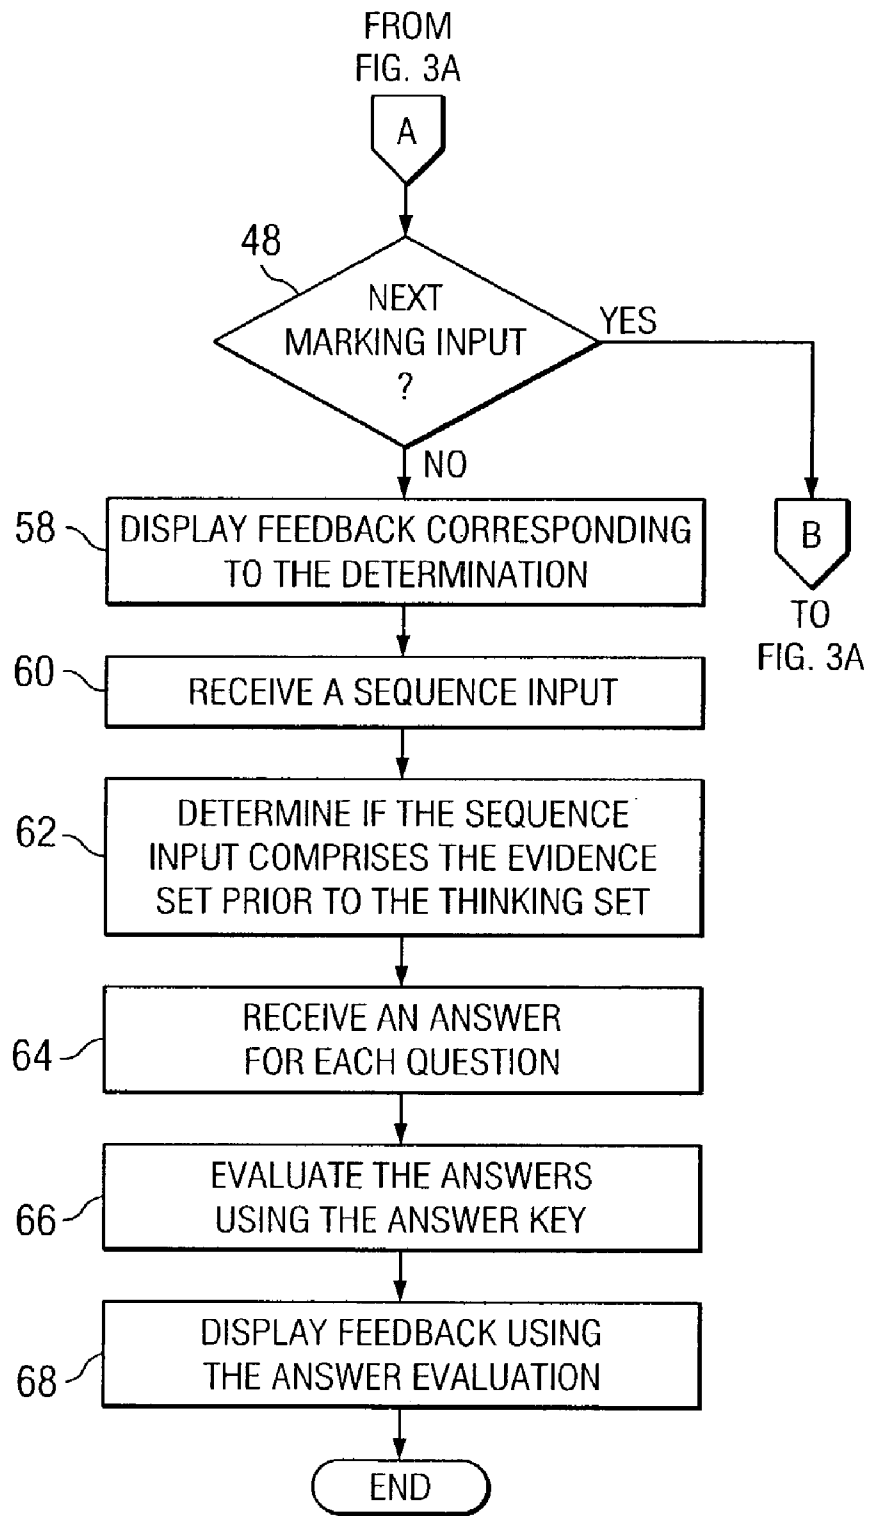 FROM
FIG. 3A
A
48
NEXT
MARKING INPUT
?
YES
NO
B
TO
FIG. 3A
58
DISPLAY FEEDBACK CORRESPONDING
TO THE DETERMINATION
60
RECEIVE A SEQUENCE INPUT
62
DETERMINE IF THE SEQUENCE
INPUT COMPRISES THE EVIDENCE
SET PRIOR TO THE THINKING SET
64
RECEIVE AN ANSWER
FOR EACH QUESTION
66
EVALUATE THE ANSWERS
USING THE ANSWER KEY
68
DISPLAY FEEDBACK USING
THE ANSWER EVALUATION
END